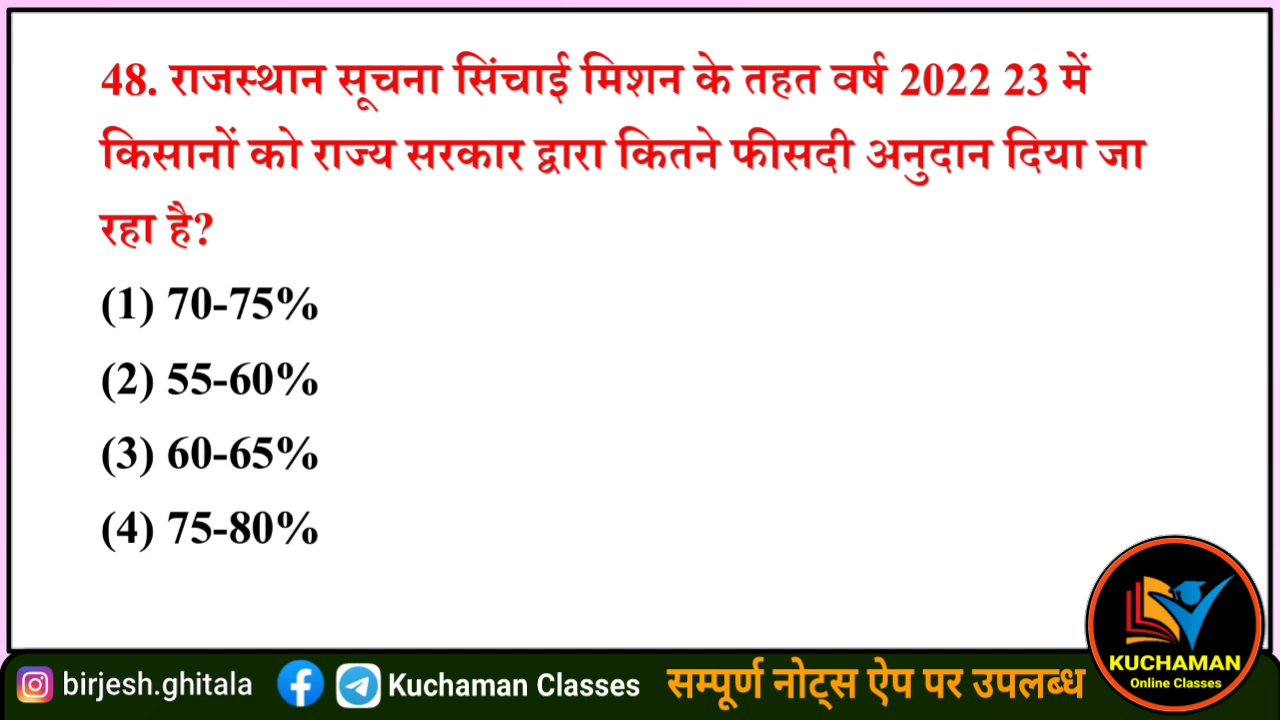 48. राजस्थान सूचना सिंचाई मिशन के तहत वर्ष 2022 23 में
किसानों को राज्य सरकार द्वारा कितने फीसदी अनुदान दिया जा
रहा है?
(1) 70-75%
(2) 55-60%
(3) 60-65%
(4) 75-80%
KUCHAMAN
Online Classes
birjesh.ghitala
Kuchaman Classes
सम्पूर्ण नोट्स ऐप पर उपलब्ध